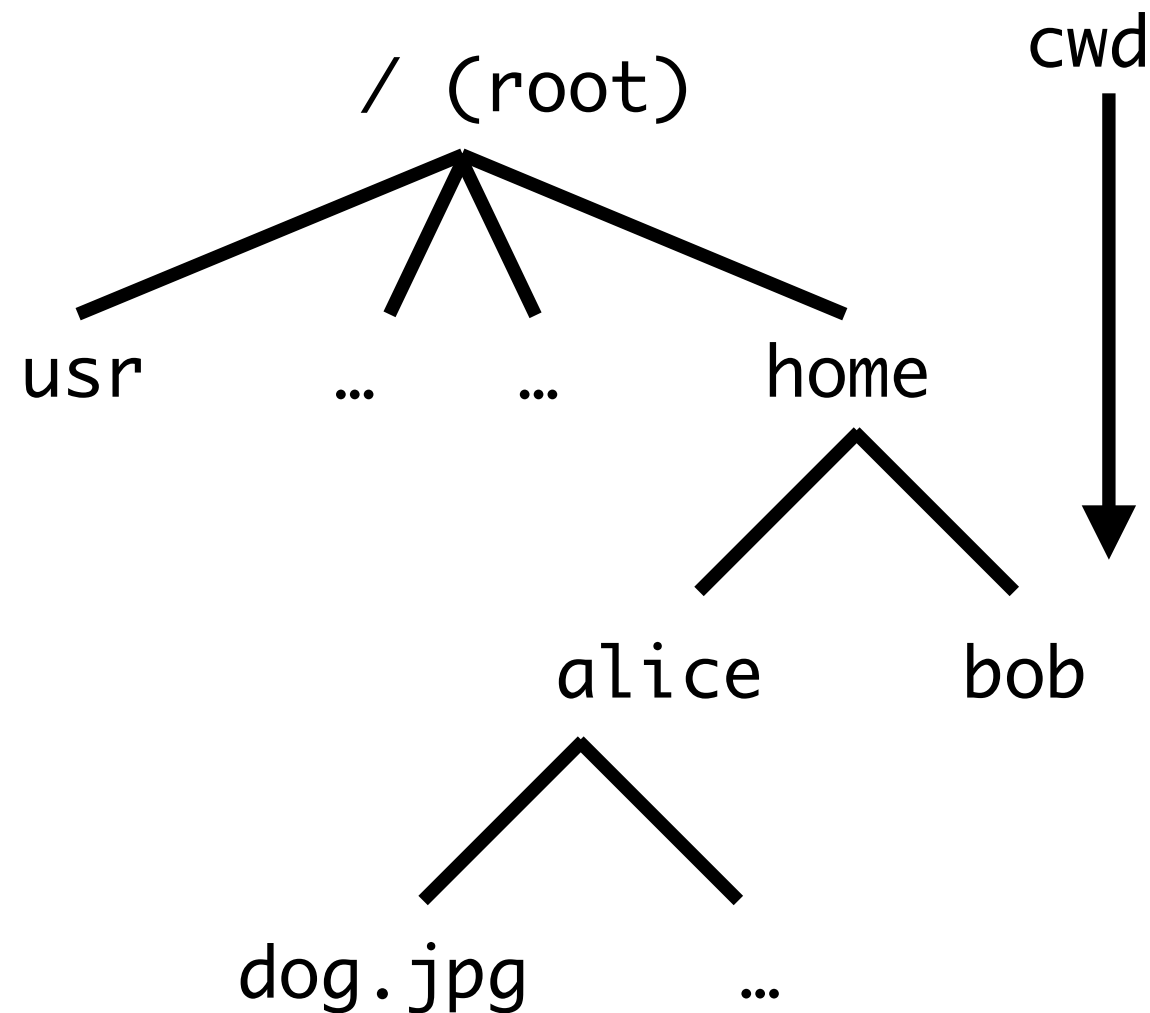 cwd
/ (root)
usr … … home
alice bob
dog.jpg …